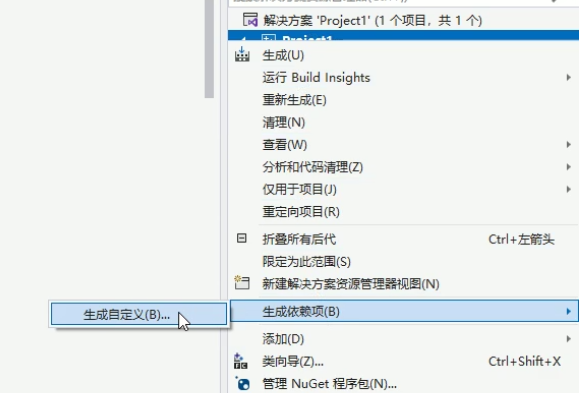 解决方案 'Project1' (1 个项目，共 1 个)
Project1
生成(U)
运行 Build Insights
重新生成(E)
清理(N)
查看(W)
分析和代码清理(Z)
仅用于项目(J)
重定向项目(R)
折叠所有后代 Ctrl+左箭头
限定为此范围(S)
新建解决方案资源管理器视图(N)
生成自定义(B)... 生成依赖项(B)
添加(D)
类向导(Z)... Ctrl+Shift+X
管理 NuGet 程序包(N)...